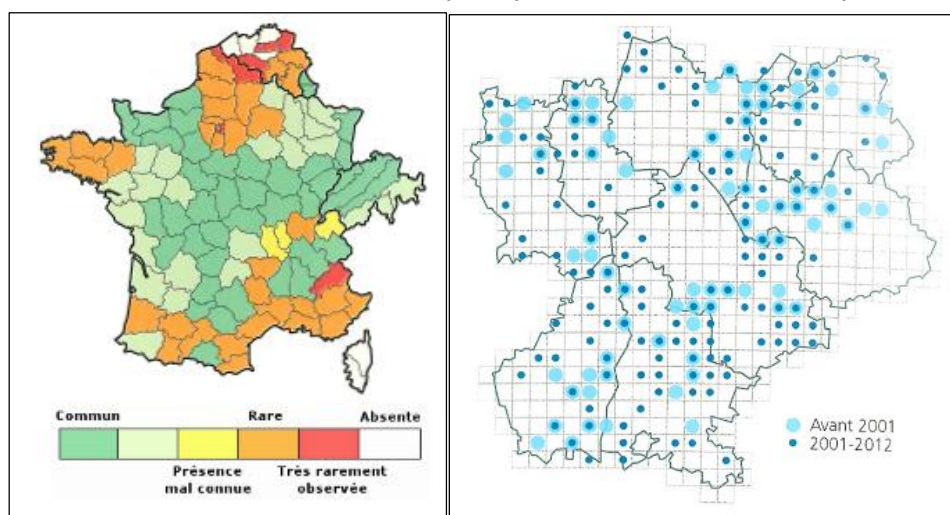 Commun Rare Absente
Présence mal connue
Très rarement observée
Avant 2001
2001-2012